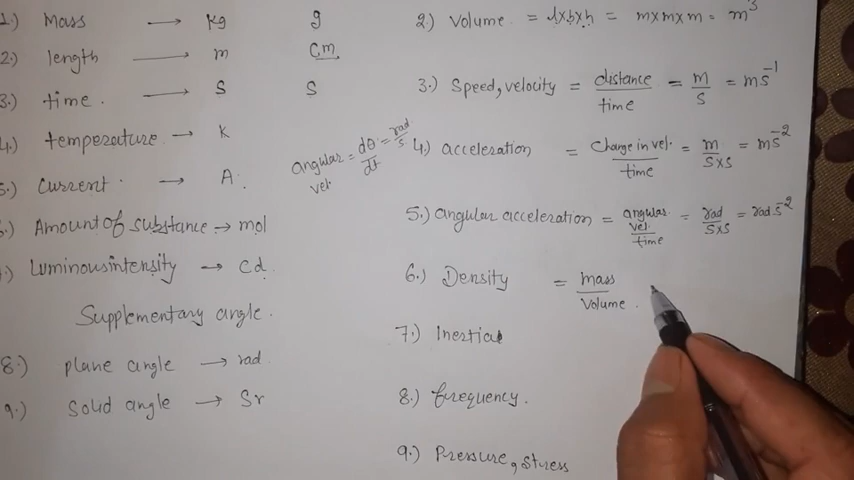 1.) Mass → Kg g
2.) length → m Cm
3.) time. → S S
4.) temperature → K
5.) Current. → A.
6.) Amount of substance → mol
7.) Luminous intensity → Cd.
Supplementary angle.
8.) plane angle → rad
9.) Solid angle → Sr
angular vel. = dθ/dt = rad/s
2.) Volume. = l×b×h = m×m×m = m³
3.) Speed, velocity = distance/time = m/s = ms⁻¹
4.) acceleration = Change in vel./time = m/s×s = ms⁻²
5.) angular acceleration = angular vel./time = rad/s×s = rad.s⁻²
6.) Density = mass/Volume.
7.) Inertia
8.) frequency.
9.) Pressure, Stress